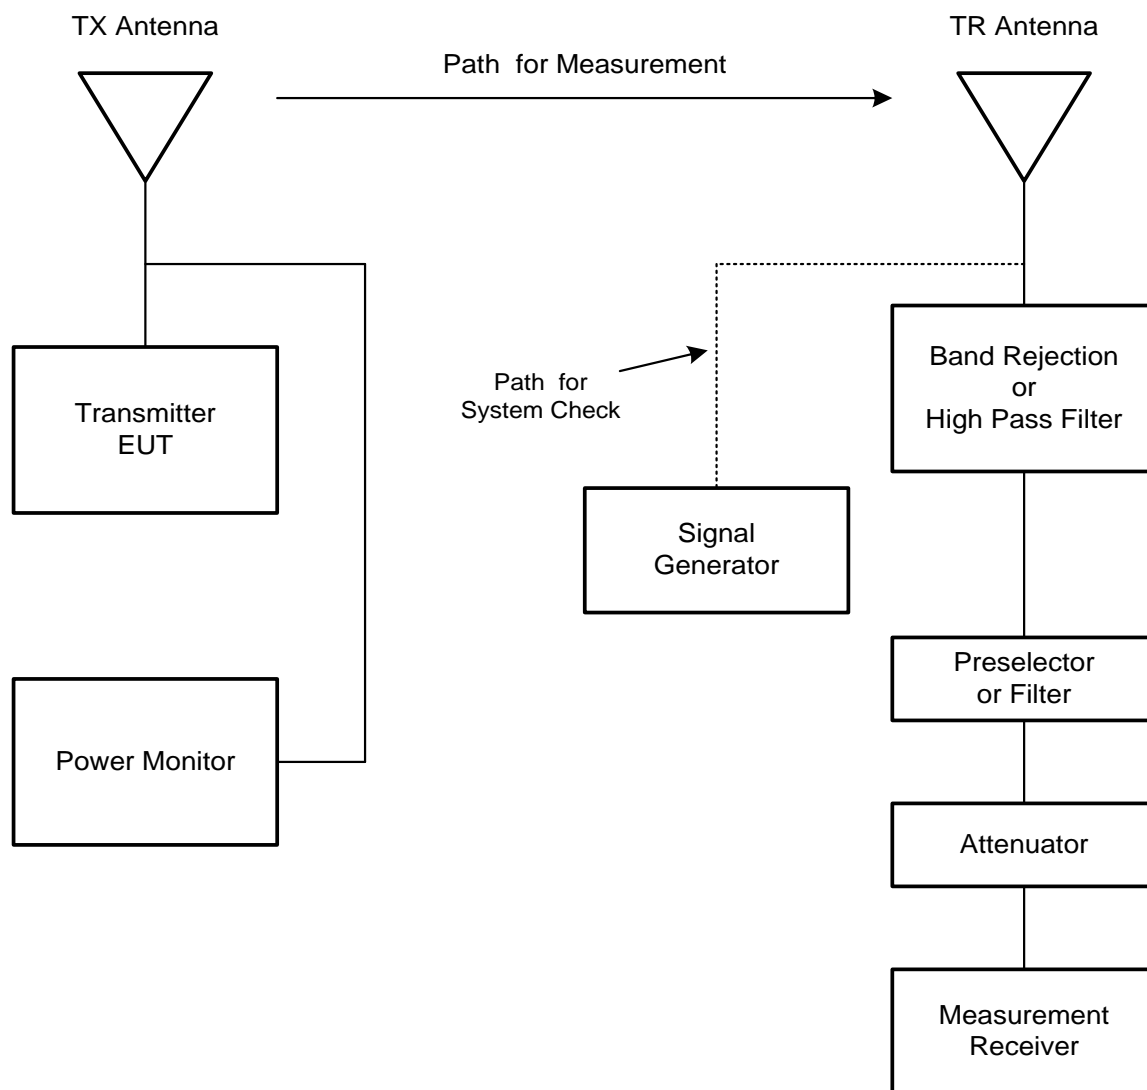 TX Antenna
TR Antenna
Path for Measurement
Band Rejection
or
High Pass Filter
Path for
System Check
Transmitter
EUT
Signal
Generator
Preselector
or Filter
Power Monitor
Attenuator
Measurement
Receiver